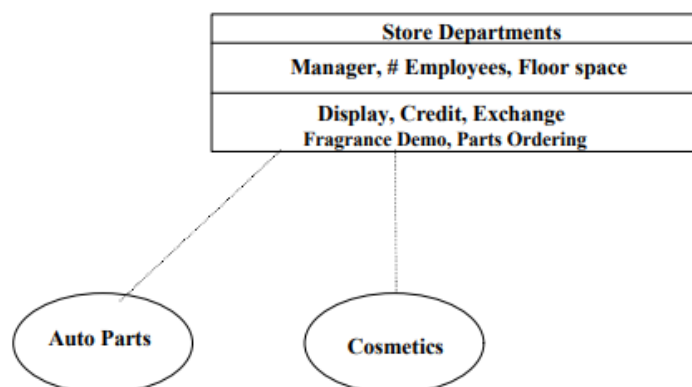 Store Departments
Manager, # Employees, Floor space
Display, Credit, Exchange
Fragrance Demo, Parts Ordering
Auto Parts
Cosmetics